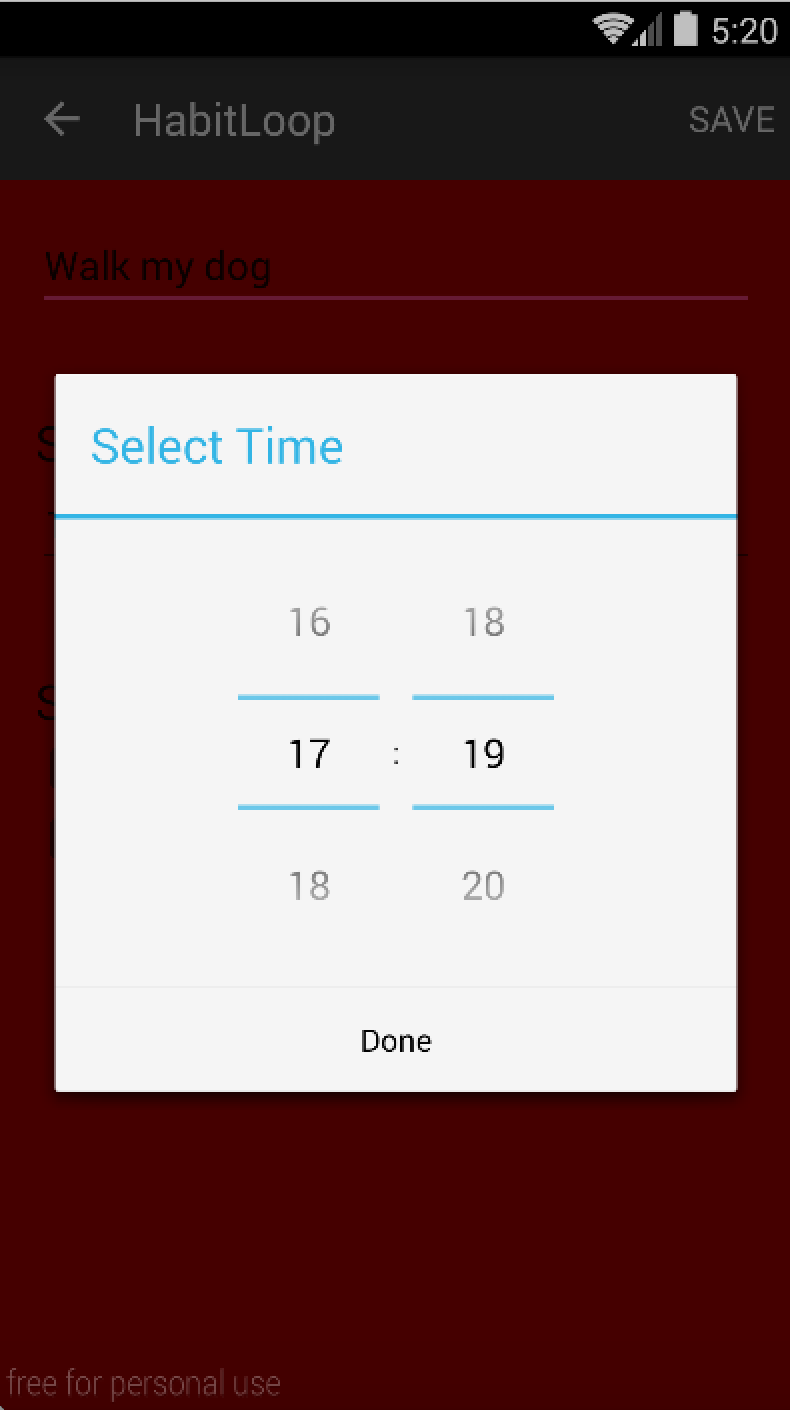 5:20
HabitLoop SAVE
Walk my dog
Select Time
16 18
17 : 19
18 20
Done
free for personal use